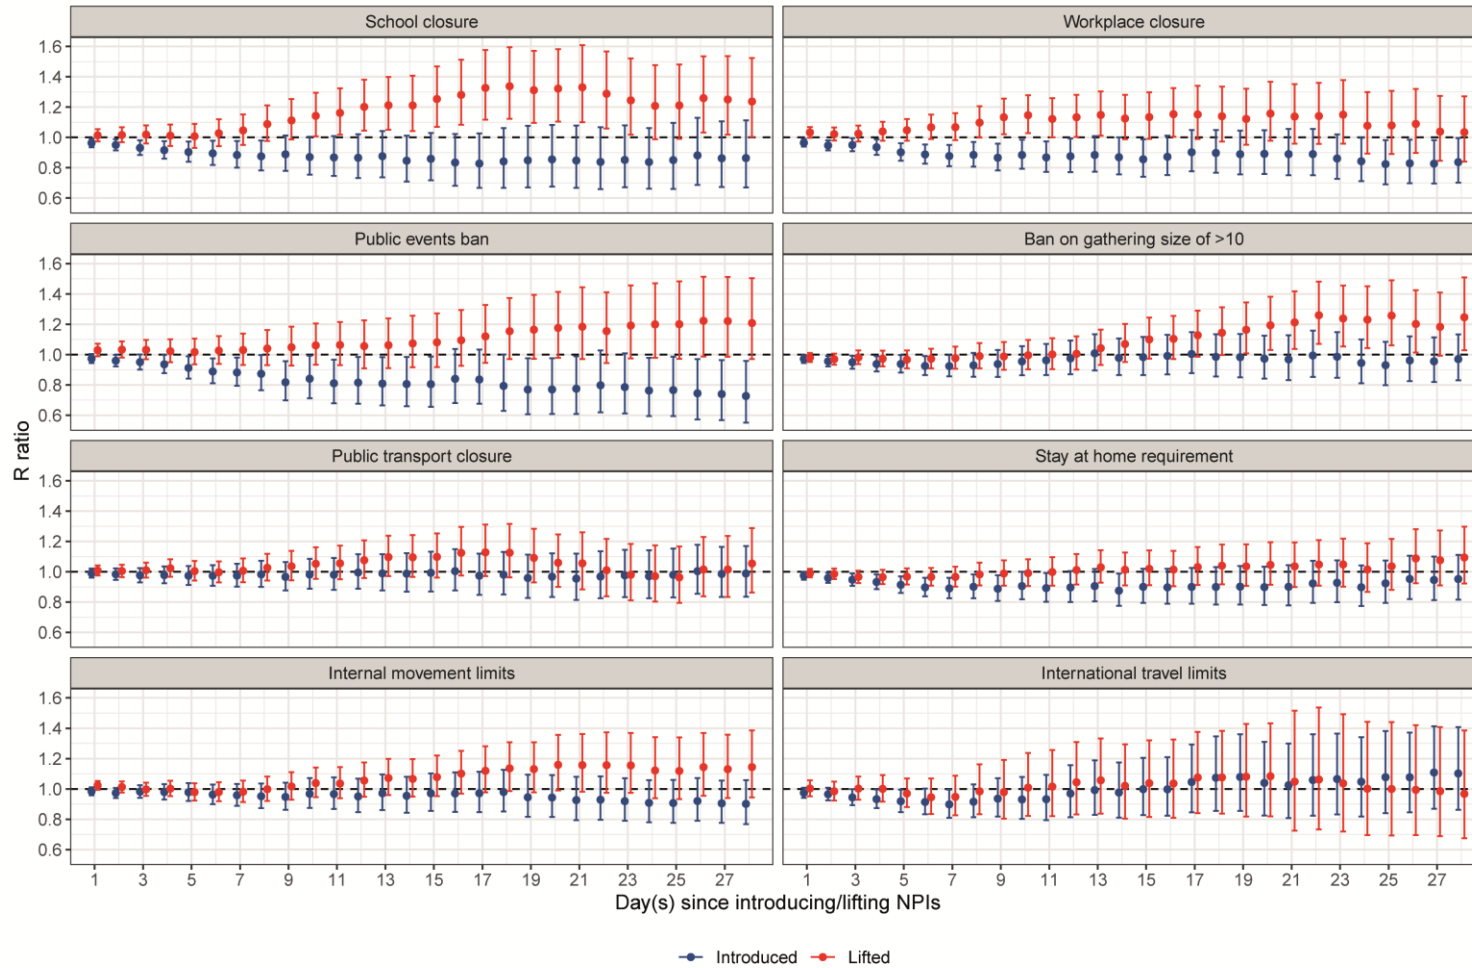 School closure
Workplace closure
1.6
1.4
1.2
1.0
0.8
0.6
Public events ban
Ban on gathering size of >10
1.6
1.4
1.2
1.0
0.8
0.6
Public transport closure
Stay at home requirement
1.6
1.4
1.2
1.0
0.8
0.6
Internal movement limits
International travel limits
1.6
1.4
1.2
1.0
0.8
0.6
R ratio
1 3 5 7 9 11 13 15 17 19 21 23 25 27
1 3 5 7 9 11 13 15 17 19 21 23 25 27
Day(s) since introducing/lifting NPIs
Introduced Lifted